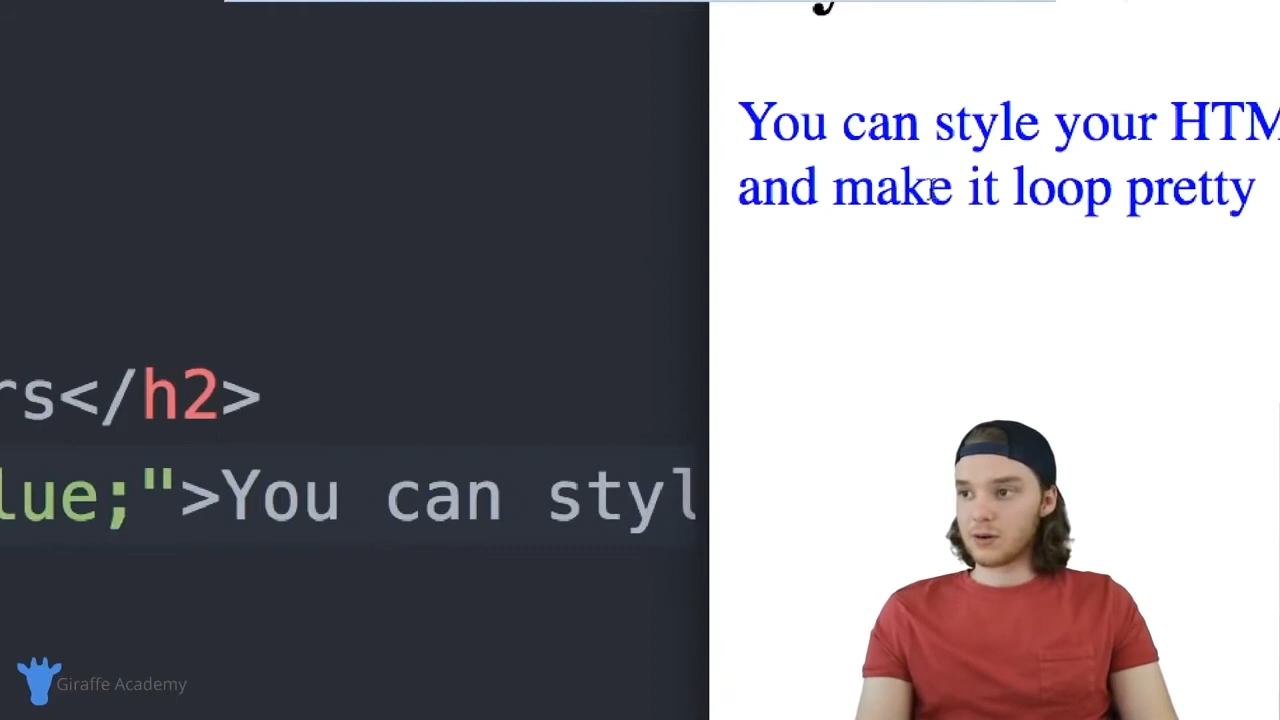 You can style your HTM
and make it loop pretty
rs</h2>
lue;">You can styl
Giraffe Academy